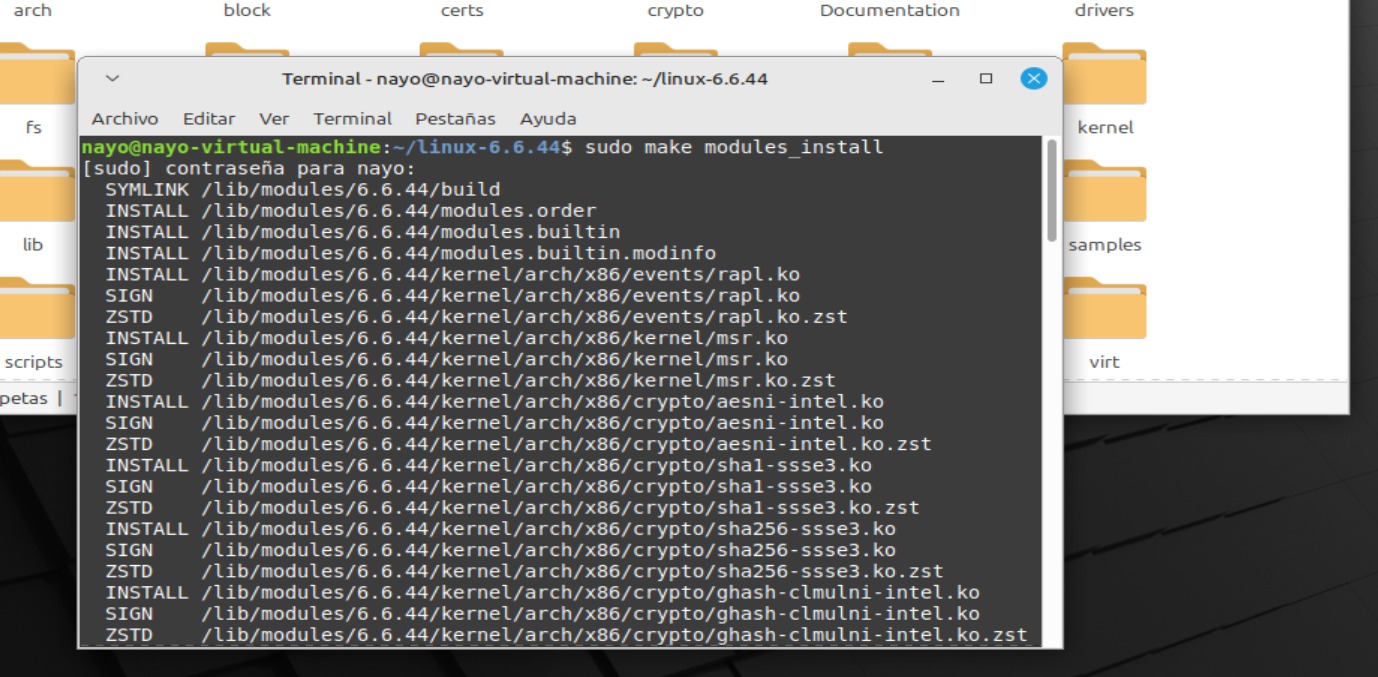 arch block certs crypto Documentation drivers
Terminal - nayo@nayo-virtual-machine: ~/linux-6.6.44
Archivo Editar Ver Terminal Pestañas Ayuda
fs
kernel
lib
samples
scripts
virt
petas |
nayo@nayo-virtual-machine:~/linux-6.6.44$ sudo make modules_install
[sudo] contraseña para nayo:
SYMLINK /lib/modules/6.6.44/build
INSTALL /lib/modules/6.6.44/modules.order
INSTALL /lib/modules/6.6.44/modules.builtin
INSTALL /lib/modules/6.6.44/modules.builtin.modinfo
INSTALL /lib/modules/6.6.44/kernel/arch/x86/events/rapl.ko
SIGN /lib/modules/6.6.44/kernel/arch/x86/events/rapl.ko
ZSTD /lib/modules/6.6.44/kernel/arch/x86/events/rapl.ko.zst
INSTALL /lib/modules/6.6.44/kernel/arch/x86/kernel/msr.ko
SIGN /lib/modules/6.6.44/kernel/arch/x86/kernel/msr.ko
ZSTD /lib/modules/6.6.44/kernel/arch/x86/kernel/msr.ko.zst
INSTALL /lib/modules/6.6.44/kernel/arch/x86/crypto/aesni-intel.ko
SIGN /lib/modules/6.6.44/kernel/arch/x86/crypto/aesni-intel.ko
ZSTD /lib/modules/6.6.44/kernel/arch/x86/crypto/aesni-intel.ko.zst
INSTALL /lib/modules/6.6.44/kernel/arch/x86/crypto/sha1-ssse3.ko
SIGN /lib/modules/6.6.44/kernel/arch/x86/crypto/sha1-ssse3.ko
ZSTD /lib/modules/6.6.44/kernel/arch/x86/crypto/sha1-ssse3.ko.zst
INSTALL /lib/modules/6.6.44/kernel/arch/x86/crypto/sha256-ssse3.ko
SIGN /lib/modules/6.6.44/kernel/arch/x86/crypto/sha256-ssse3.ko
ZSTD /lib/modules/6.6.44/kernel/arch/x86/crypto/sha256-ssse3.ko.zst
INSTALL /lib/modules/6.6.44/kernel/arch/x86/crypto/ghash-clmulni-intel.ko
SIGN /lib/modules/6.6.44/kernel/arch/x86/crypto/ghash-clmulni-intel.ko
ZSTD /lib/modules/6.6.44/kernel/arch/x86/crypto/ghash-clmulni-intel.ko.zst